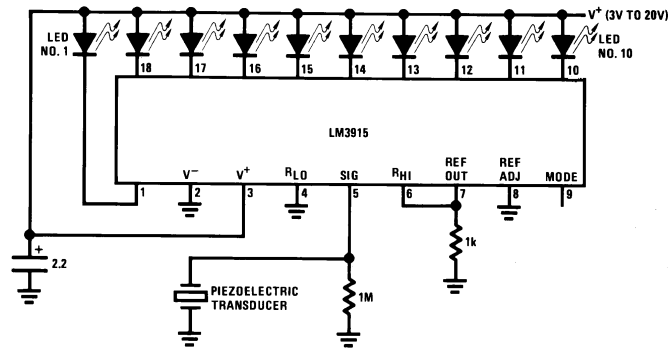 V+ (3V TO 20V)
LED
NO. 1
LED
NO. 10
18 17 16 15 14 13 12 11 10
LM3915
V− V+ RLO SIG RHI REF OUT REF ADJ MODE
1 2 3 4 5 6 7 8 9
+
2.2
1k
PIEZOELECTRIC
TRANSDUCER
1M